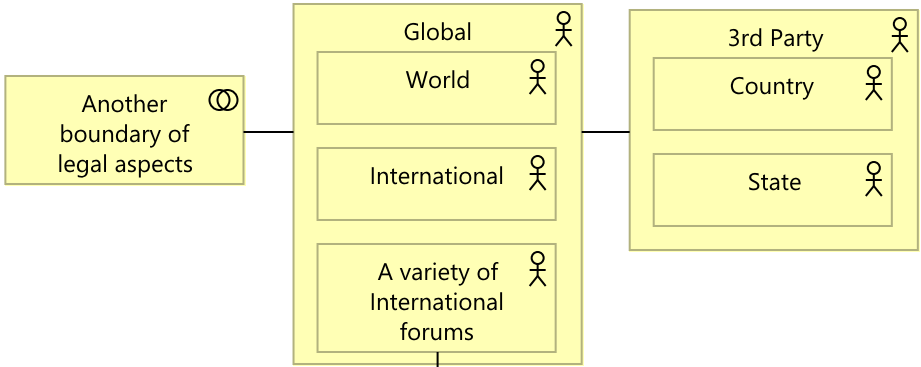 Another
boundary of
legal aspects
Global
World
International
A variety of
International
forums
3rd Party
Country
State